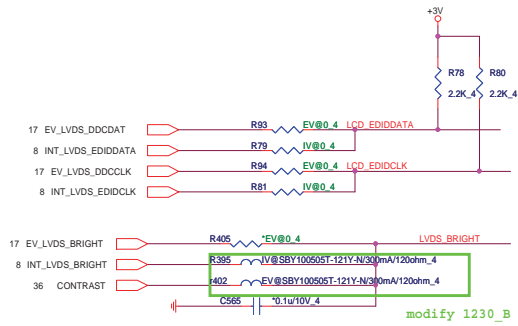 +3V
R78 R80
2.2K_4 2.2K_4
17 EV_LVDS_DDCDAT R93 EV@0_4 LCD_EDIDDATA
8 INT_LVDS_EDIDDATA R79 IV@0_4
17 EV_LVDS_DDCCLK R94 EV@0_4 LCD_EDIDCLK
8 INT_LVDS_EDIDCLK R81 IV@0_4
17 EV_LVDS_BRIGHT R405 *EV@0_4 LVDS_BRIGHT
8 INT_LVDS_BRIGHT R395 IV@SBY100505T-121Y-N/300mA/120ohm_4
36 CONTRAST r402 EV@SBY100505T-121Y-N/300mA/120ohm_4
C565 *0.1u/10V_4
modify 1230_B